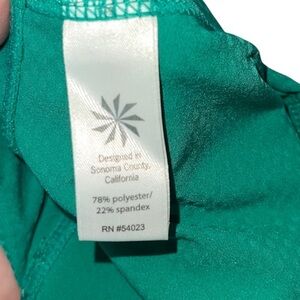 Designed in
Sonoma County,
California
78% polyester/
22% spandex
RN #54023